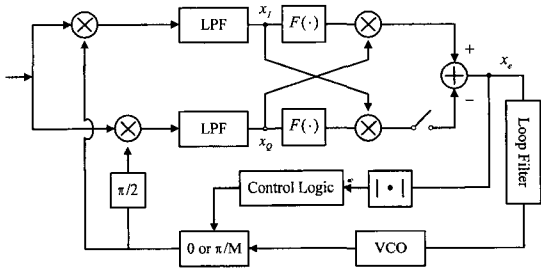 LPF
x_I
F(·)
+
x_e
−
LPF
x_Q
F(·)
Loop Filter
π/2
Control Logic
| • |
0 or π/M
VCO